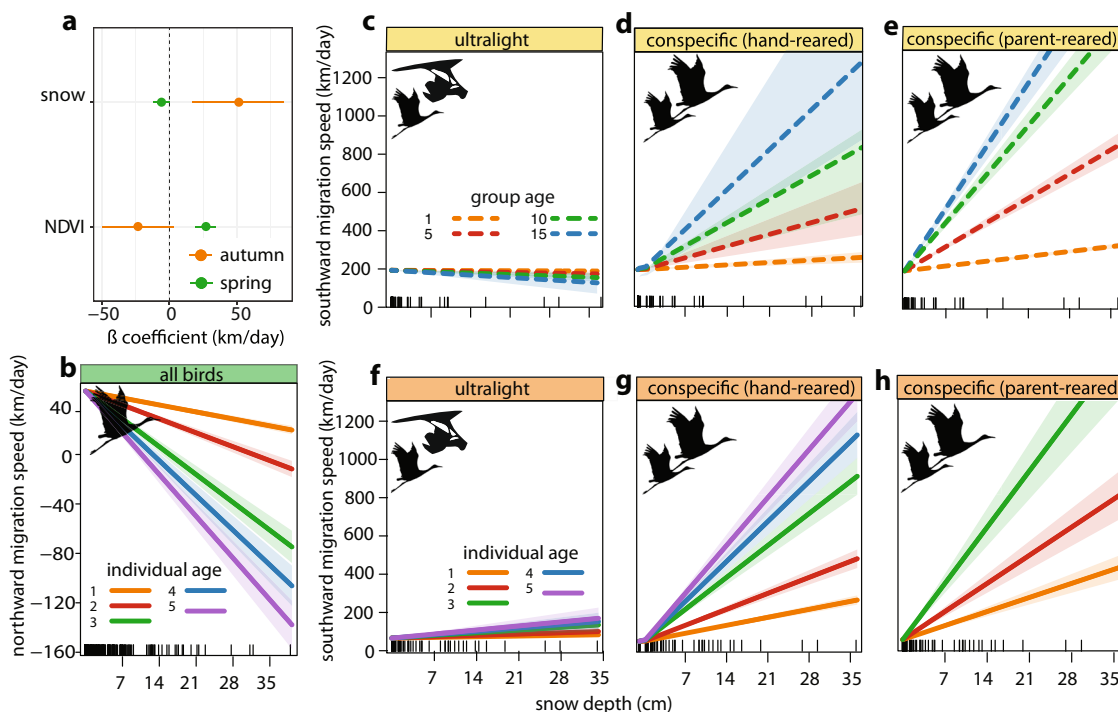 a
snow
NDVI
autumn
spring
−50
0
50
ß coefficient (km/day)
b
all birds
northward migration speed (km/day)
40
0
−40
−80
−120
−160
individual age
1
4
2
5
3
7
14
21
28
35
c
ultralight
southward migration speed (km/day)
1200
1000
800
600
400
200
0
group age
1
10
5
15
7
14
21
28
35
d
conspecific (hand-reared)
7
14
21
28
35
e
conspecific (parent-reared)
f
ultralight
southward migration speed (km/day)
1200
1000
800
600
400
200
0
individual age
1
4
2
5
3
g
conspecific (hand-reared)
h
conspecific (parent-reared
7
14
21
28
35
snow depth (cm)